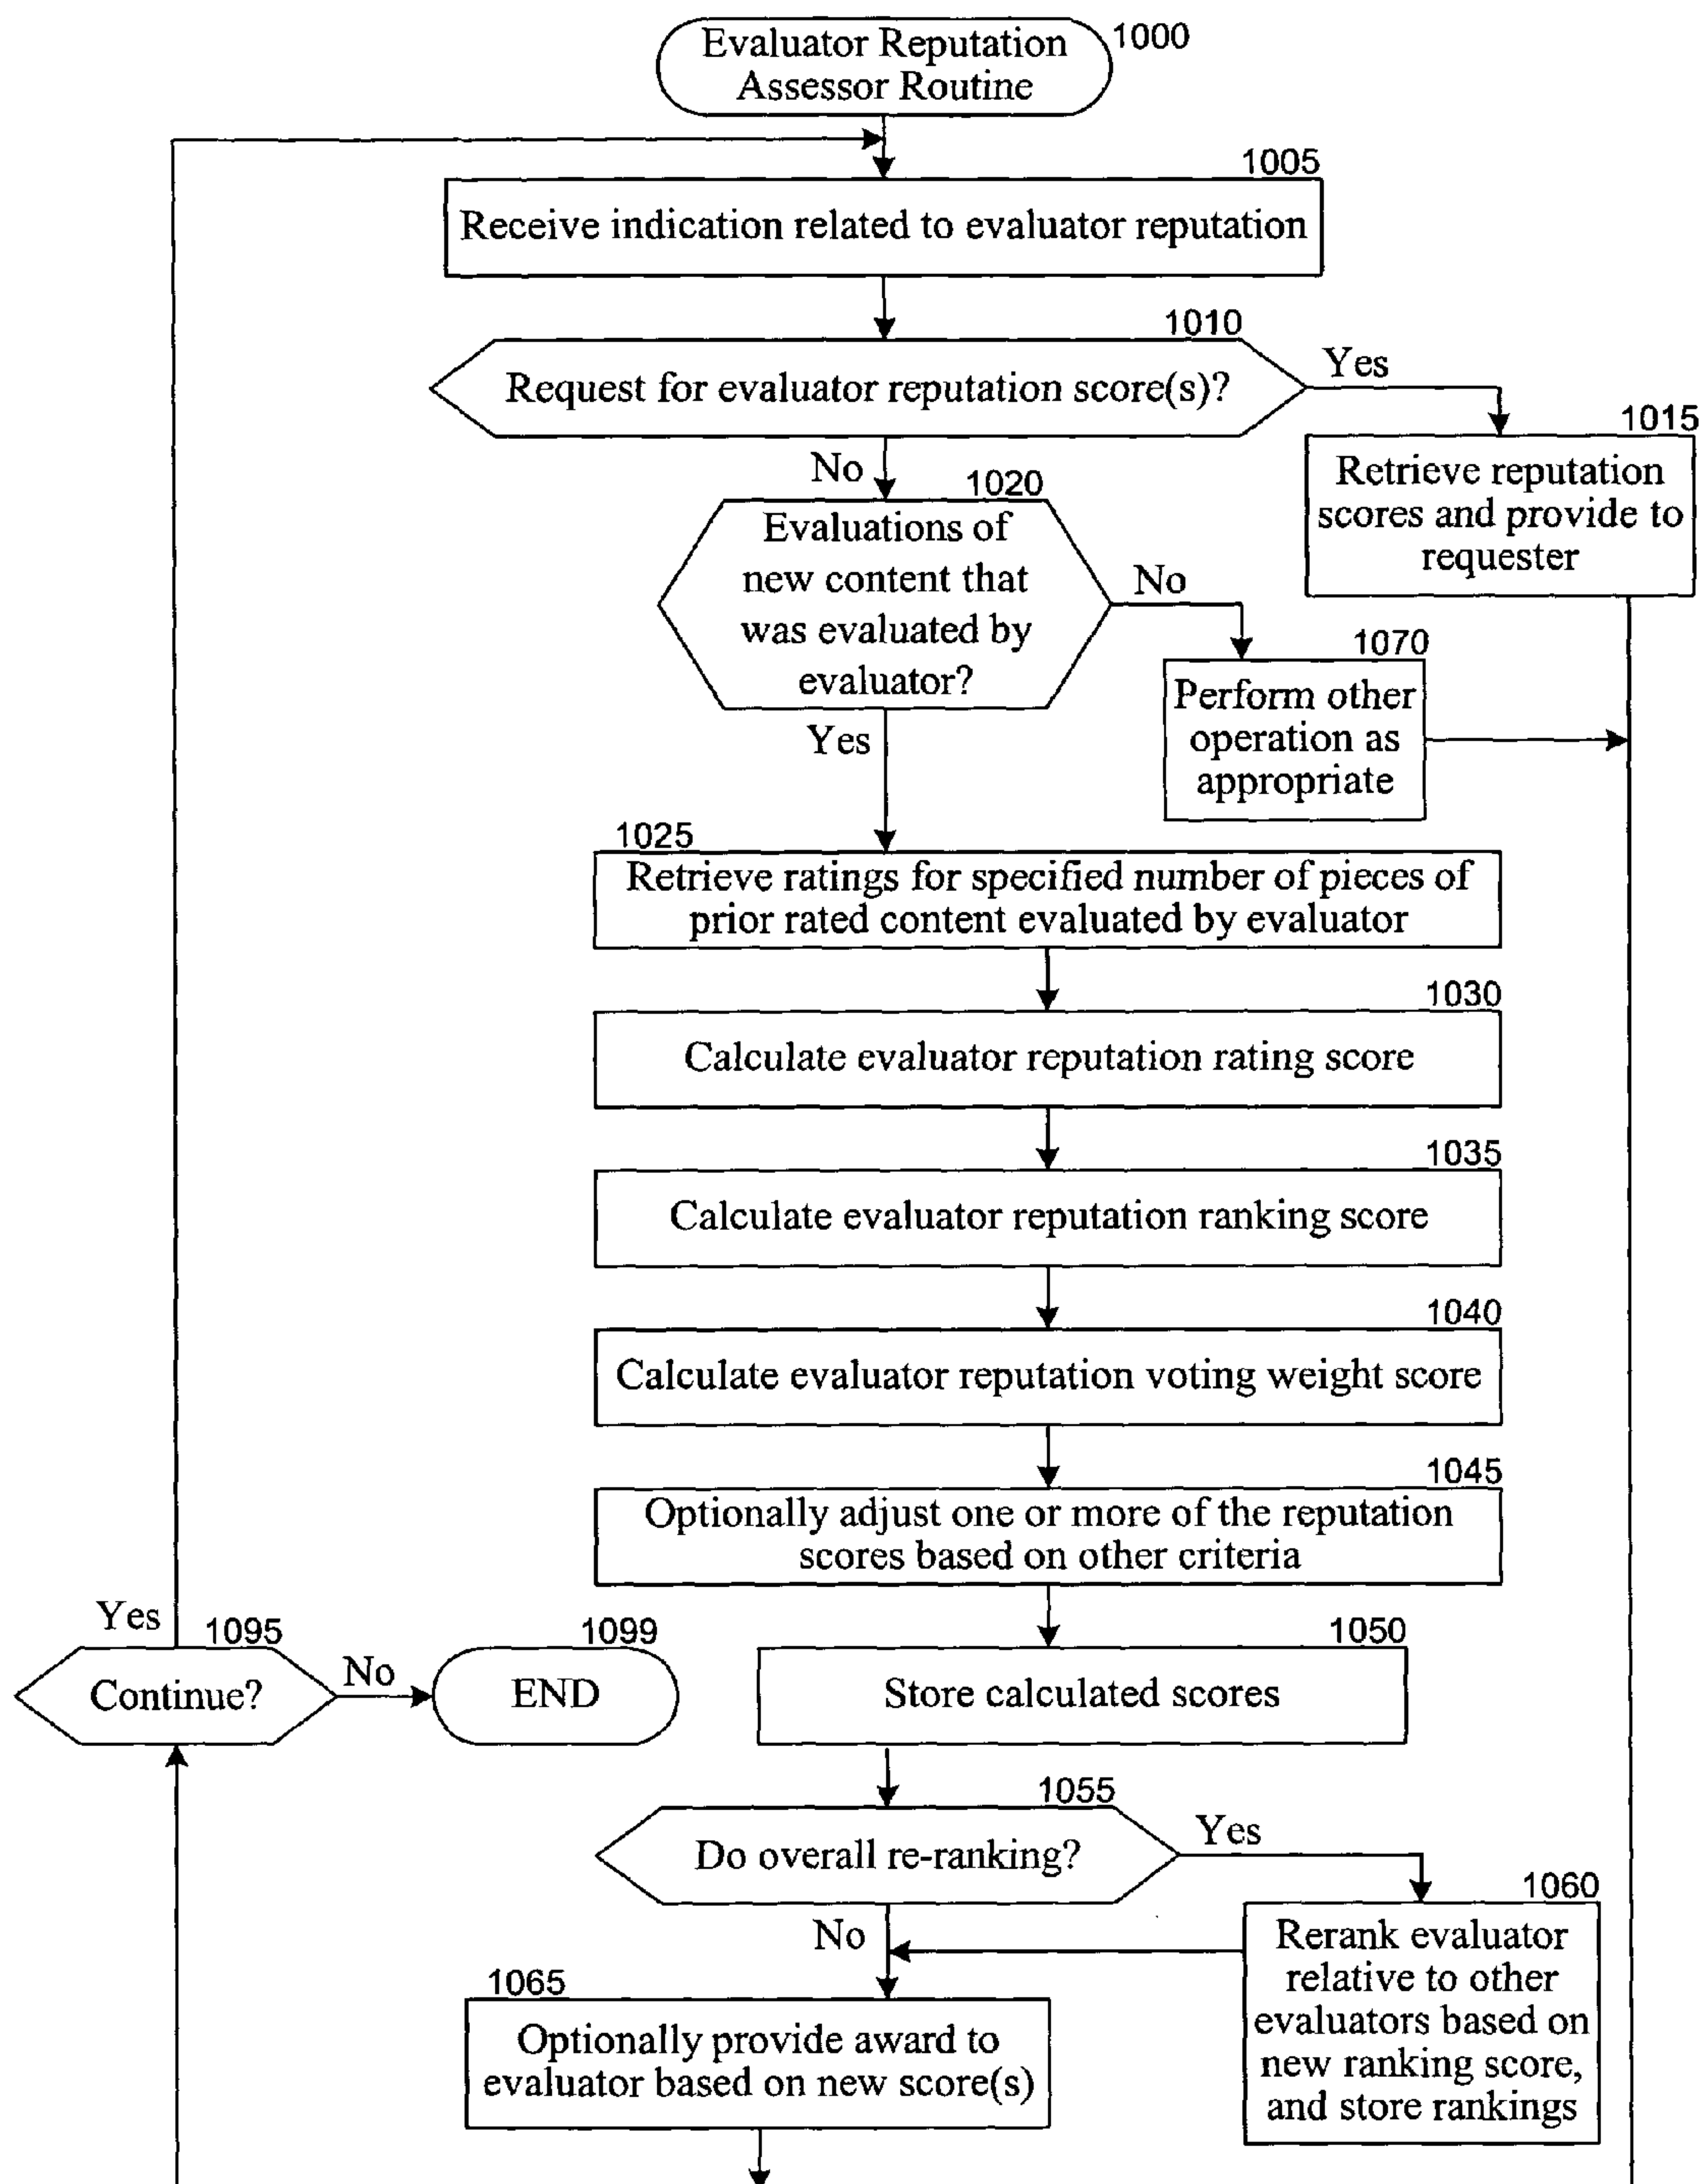 Evaluator Reputation
Assessor Routine
1000
1005
Receive indication related to evaluator reputation
1010
Request for evaluator reputation score(s)?
Yes
1015
Retrieve reputation
scores and provide to
requester
No
1020
Evaluations of
new content that
was evaluated by
evaluator?
No
1070
Perform other
operation as
appropriate
Yes
1025
Retrieve ratings for specified number of pieces of
prior rated content evaluated by evaluator
1030
Calculate evaluator reputation rating score
1035
Calculate evaluator reputation ranking score
1040
Calculate evaluator reputation voting weight score
1045
Optionally adjust one or more of the reputation
scores based on other criteria
Yes
1095
Continue?
No
1099
END
1050
Store calculated scores
1055
Do overall re-ranking?
Yes
1060
Rerank evaluator
relative to other
evaluators based on
new ranking score,
and store rankings
No
1065
Optionally provide award to
evaluator based on new score(s)